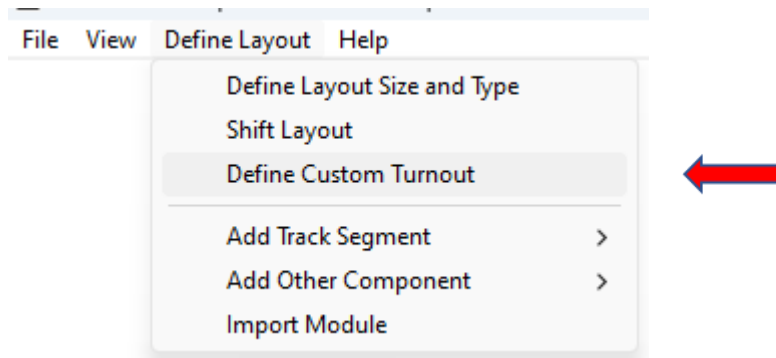 File View Define Layout Help
Define Layout Size and Type
Shift Layout
Define Custom Turnout
Add Track Segment
Add Other Component
Import Module